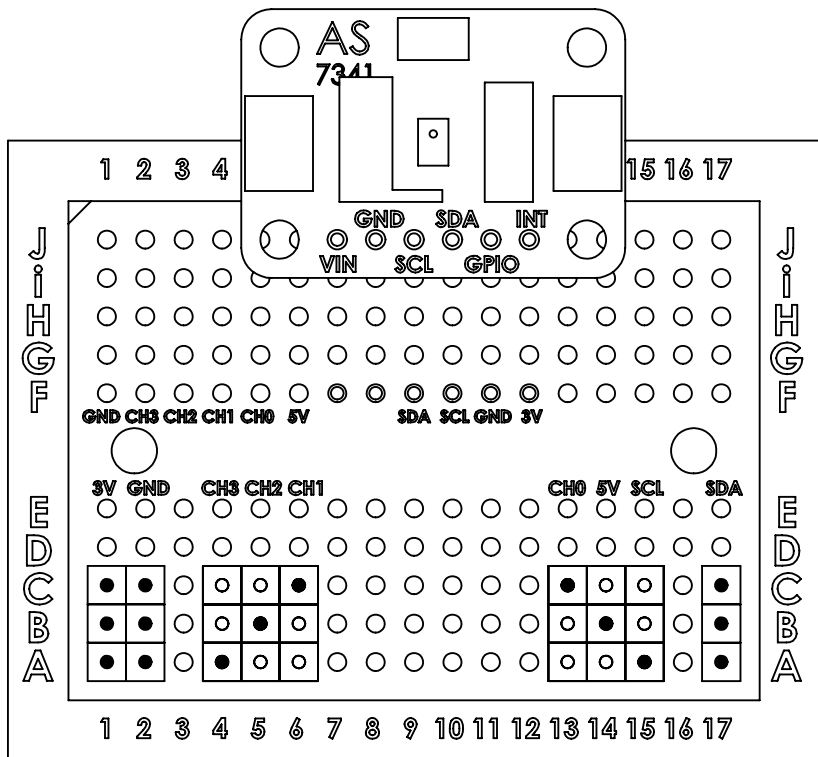 AS
7341
1 2 3 4 15 16 17
GND SDA INT
VIN SCL GPIO
J J
i i
H H
G G
F F
GND CH3 CH2 CH1 CH0 5V SDA SCL GND 3V
3V GND CH3 CH2 CH1 CH0 5V SCL SDA
E E
D D
C C
B B
A A
1 2 3 4 5 6 7 8 9 10 11 12 13 14 15 16 17